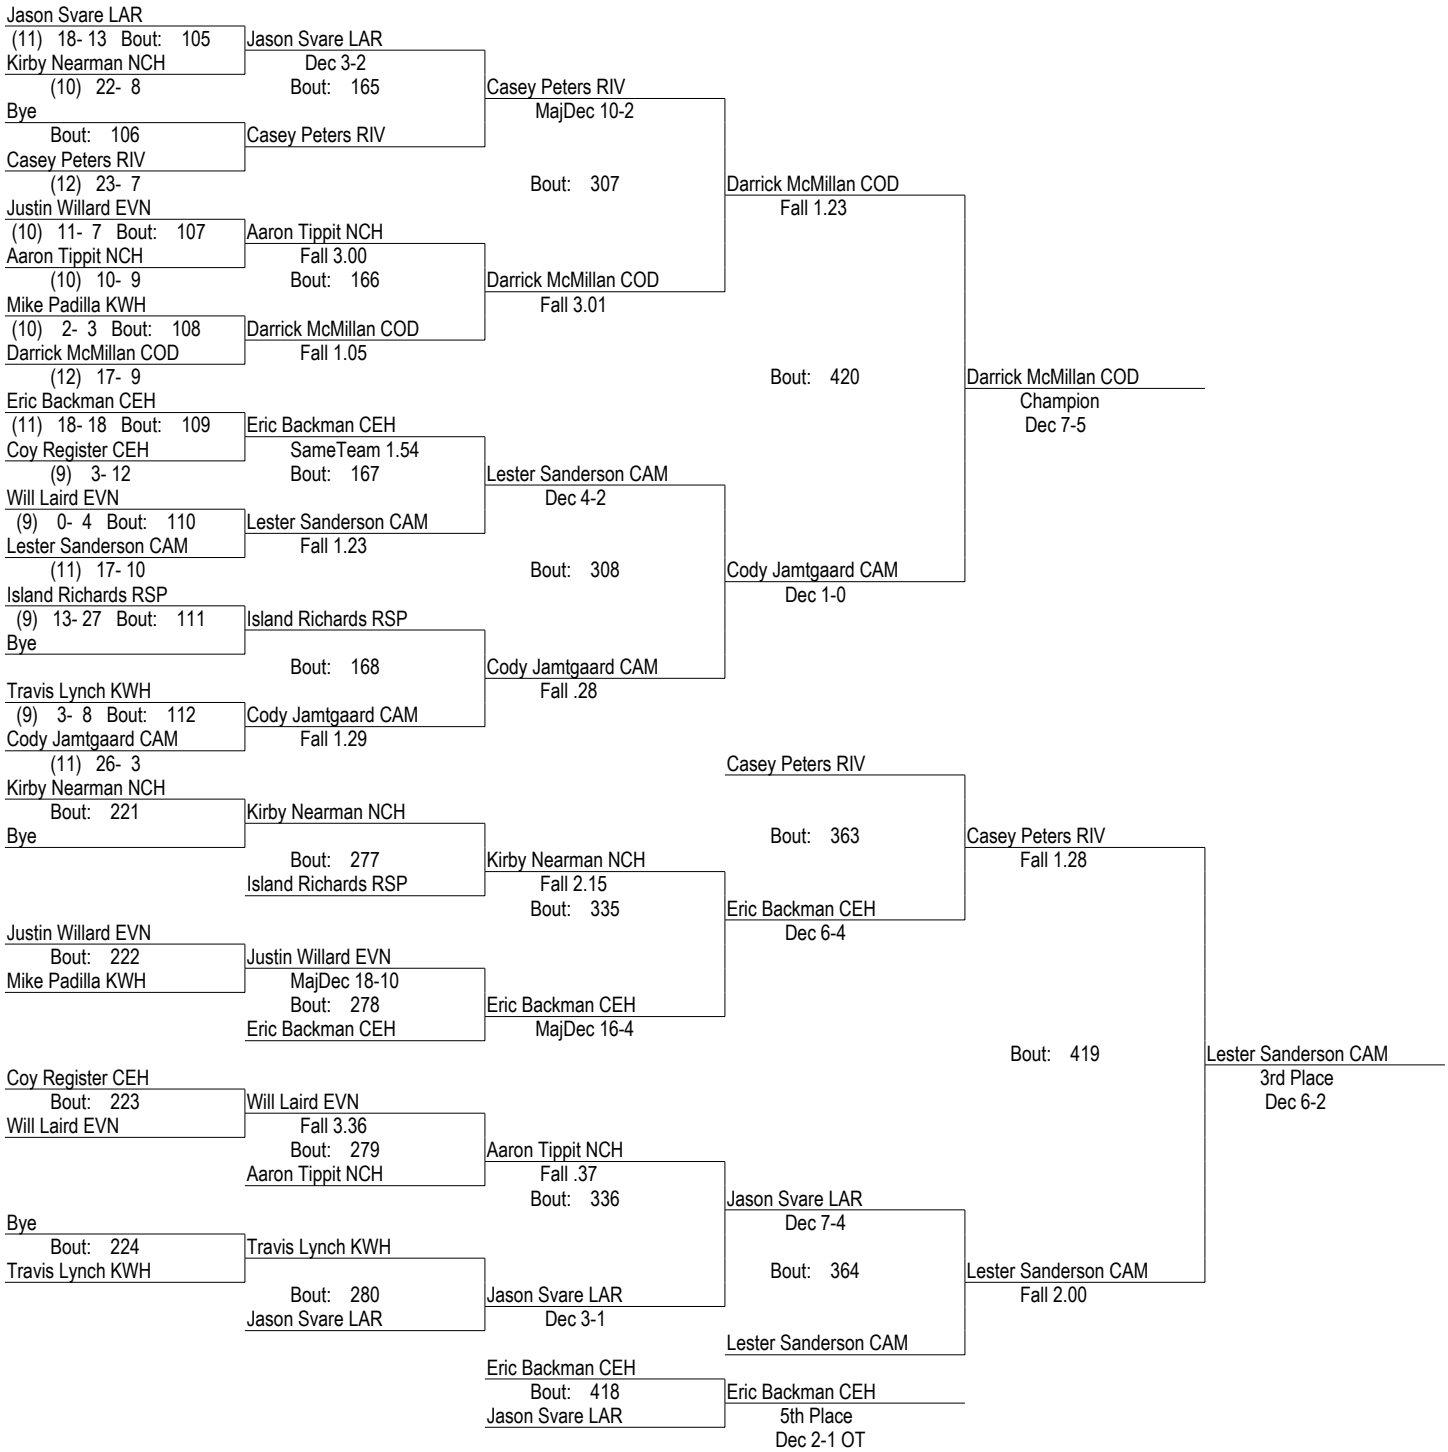 Jason Svare LAR
(11) 18- 13 Bout: 105 Jason Svare LAR
Kirby Nearman NCH Dec 3-2
(10) 22- 8 Bout: 165 Casey Peters RIV
Bye MajDec 10-2
Bout: 106 Casey Peters RIV
Casey Peters RIV
(12) 23- 7 Bout: 307 Darrick McMillan COD
Justin Willard EVN Fall 1.23
(10) 11- 7 Bout: 107 Aaron Tippit NCH
Aaron Tippit NCH Fall 3.00
(10) 10- 9 Bout: 166 Darrick McMillan COD
Mike Padilla KWH Fall 3.01
(10) 2- 3 Bout: 108 Darrick McMillan COD
Darrick McMillan COD Fall 1.05
(12) 17- 9 Bout: 420 Darrick McMillan COD
Eric Backman CEH Champion
(11) 18- 18 Bout: 109 Eric Backman CEH Dec 7-5
Coy Register CEH SameTeam 1.54
(9) 3- 12 Bout: 167 Lester Sanderson CAM
Will Laird EVN Dec 4-2
(9) 0- 4 Bout: 110 Lester Sanderson CAM
Lester Sanderson CAM Fall 1.23
(11) 17- 10 Bout: 308 Cody Jamtgaard CAM
Island Richards RSP Dec 1-0
(9) 13- 27 Bout: 111 Island Richards RSP
Bye
Bout: 168 Cody Jamtgaard CAM
Travis Lynch KWH Fall .28
(9) 3- 8 Bout: 112 Cody Jamtgaard CAM
Cody Jamtgaard CAM Fall 1.29
(11) 26- 3 Casey Peters RIV
Kirby Nearman NCH
Bout: 221 Kirby Nearman NCH
Bye Bout: 363 Casey Peters RIV
Bout: 277 Kirby Nearman NCH Fall 1.28
Island Richards RSP Fall 2.15
Bout: 335 Eric Backman CEH
Justin Willard EVN Dec 6-4
Bout: 222 Justin Willard EVN
Mike Padilla KWH MajDec 18-10
Bout: 278 Eric Backman CEH
Eric Backman CEH MajDec 16-4
Bout: 419 Lester Sanderson CAM
Coy Register CEH 3rd Place
Bout: 223 Will Laird EVN Dec 6-2
Will Laird EVN Fall 3.36
Bout: 279 Aaron Tippit NCH
Aaron Tippit NCH Fall .37
Bout: 336 Jason Svare LAR
Bye Dec 7-4
Bout: 224 Travis Lynch KWH
Travis Lynch KWH Bout: 364 Lester Sanderson CAM
Bout: 280 Jason Svare LAR Fall 2.00
Jason Svare LAR Dec 3-1
Lester Sanderson CAM
Eric Backman CEH
Bout: 418 Eric Backman CEH
Jason Svare LAR 5th Place
Dec 2-1 OT